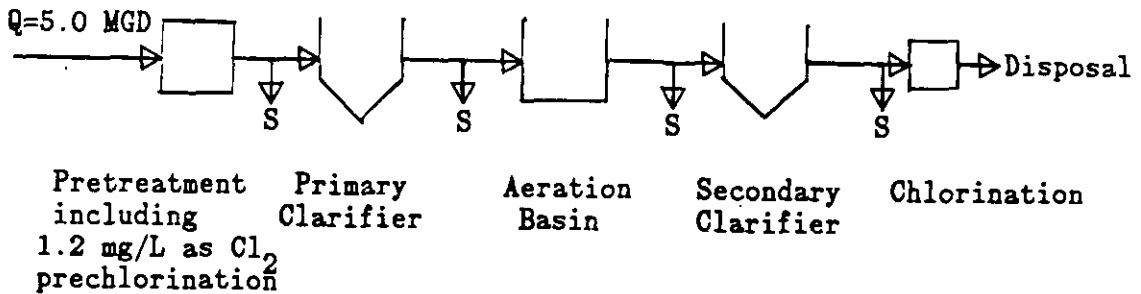 Q=5.0 MGD
Disposal
S S S S
Pretreatment Primary Aeration Secondary Chlorination
including Clarifier Basin Clarifier
1.2 mg/L as Cl₂
prechlorination